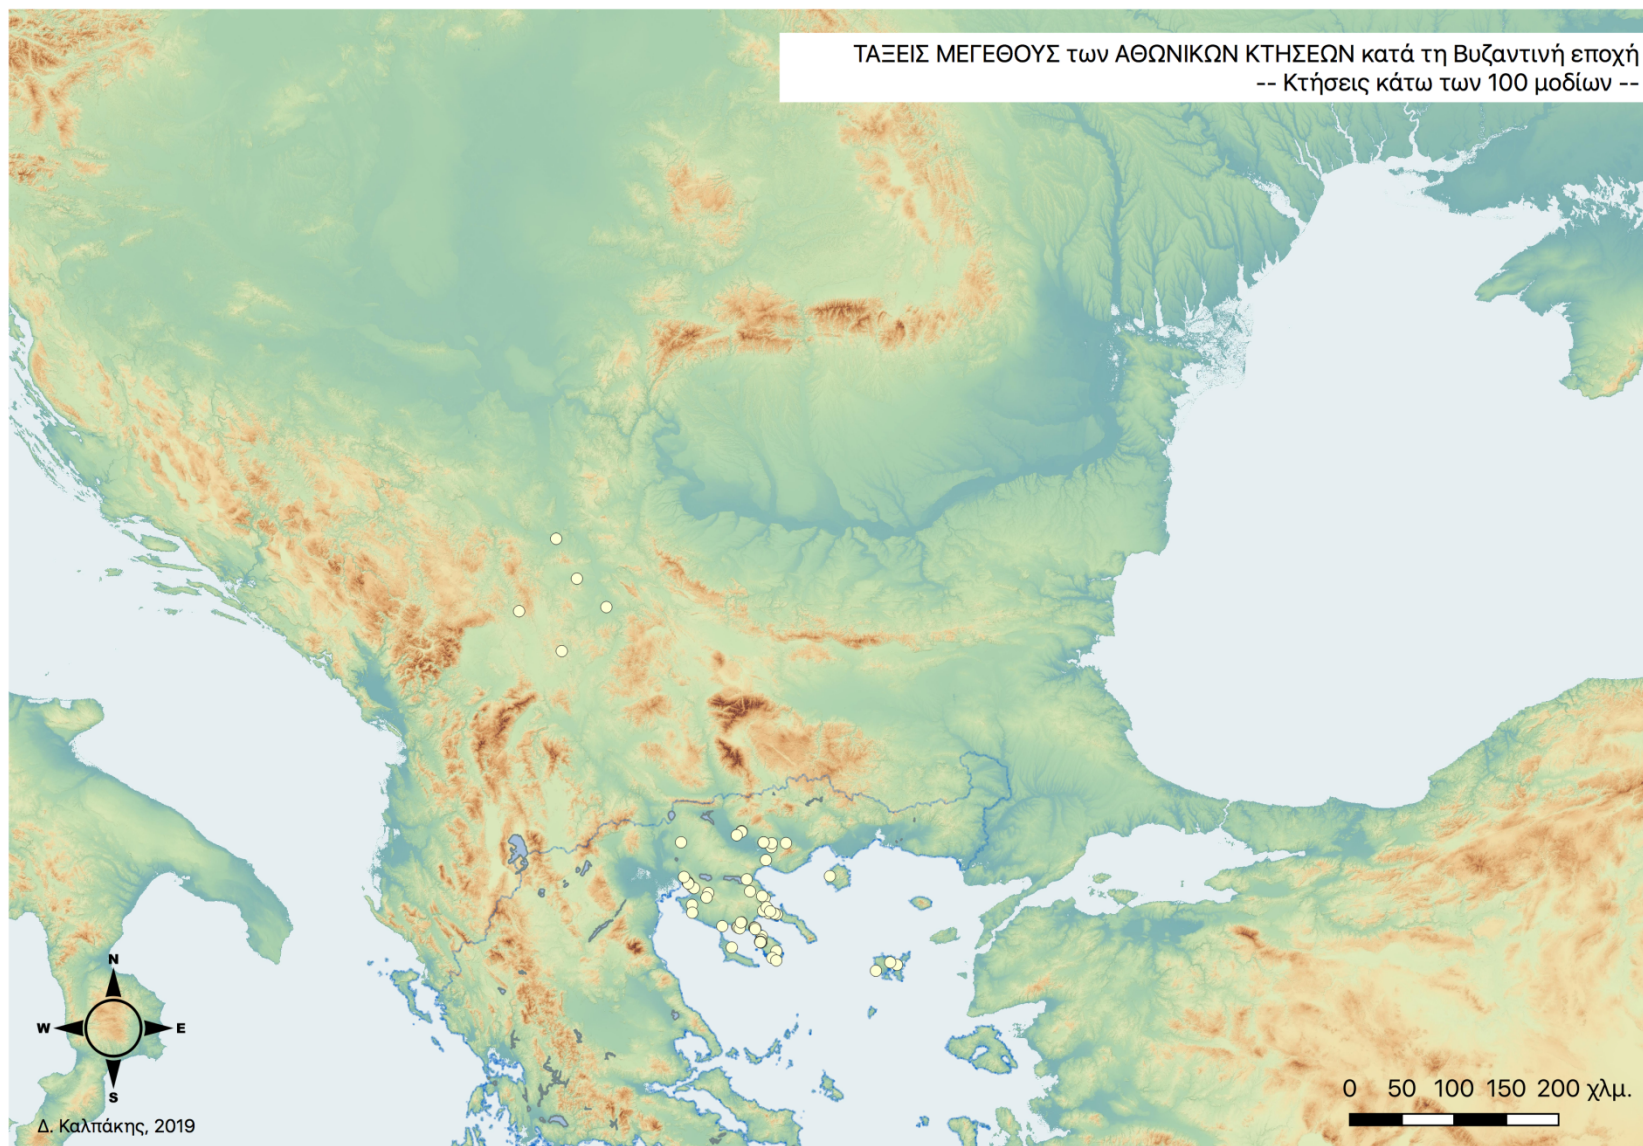 ΤΑΞΕΙΣ ΜΕΓΕΘΟΥΣ των ΑΘΩΝΙΚΩΝ ΚΤΗΣΕΩΝ κατά τη Βυζαντινή εποχή
-- Κτήσεις κάτω των 100 μοδίων --
N
W E
S
0 50 100 150 200 χλμ.
Δ. Καλπάκης, 2019